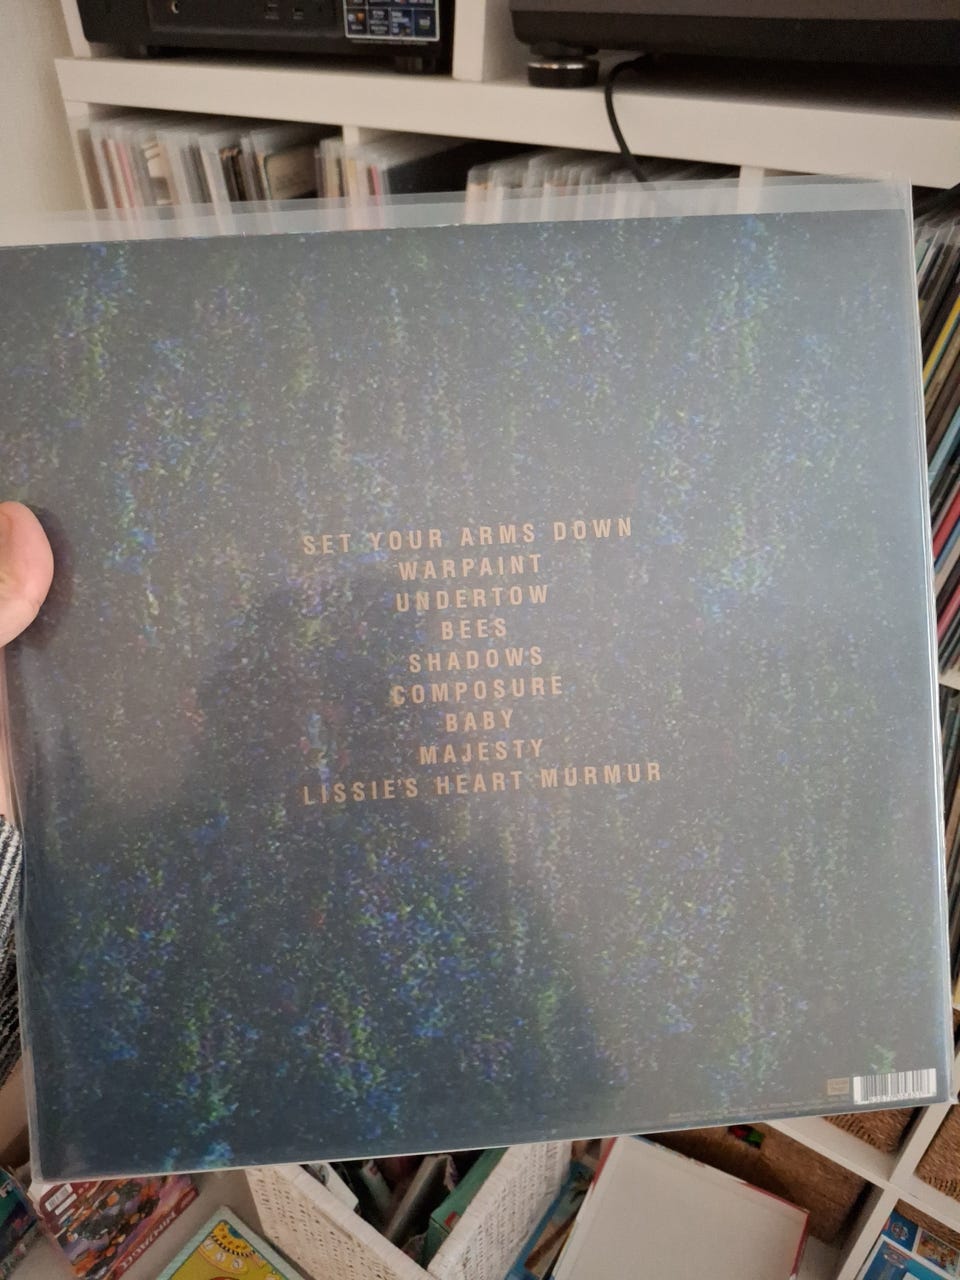 SET YOUR ARMS DOWN
WARPAINT
UNDERTOW
BEES
SHADOWS
COMPOSURE
BABY
MAJESTY
LISSIE'S HEART MURMUR